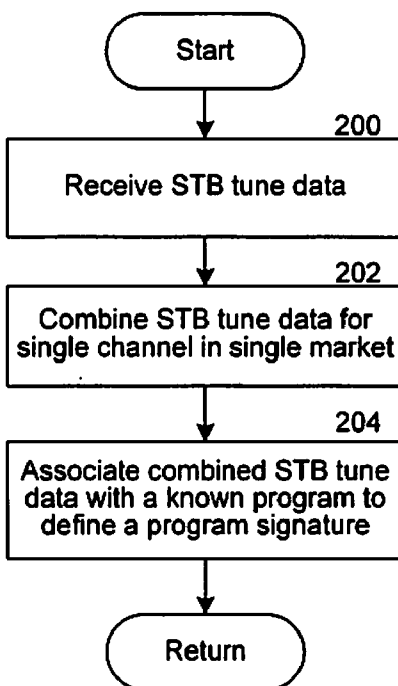 Start
200
Receive STB tune data
202
Combine STB tune data for
single channel in single market
204
Associate combined STB tune
data with a known program to
define a program signature
Return